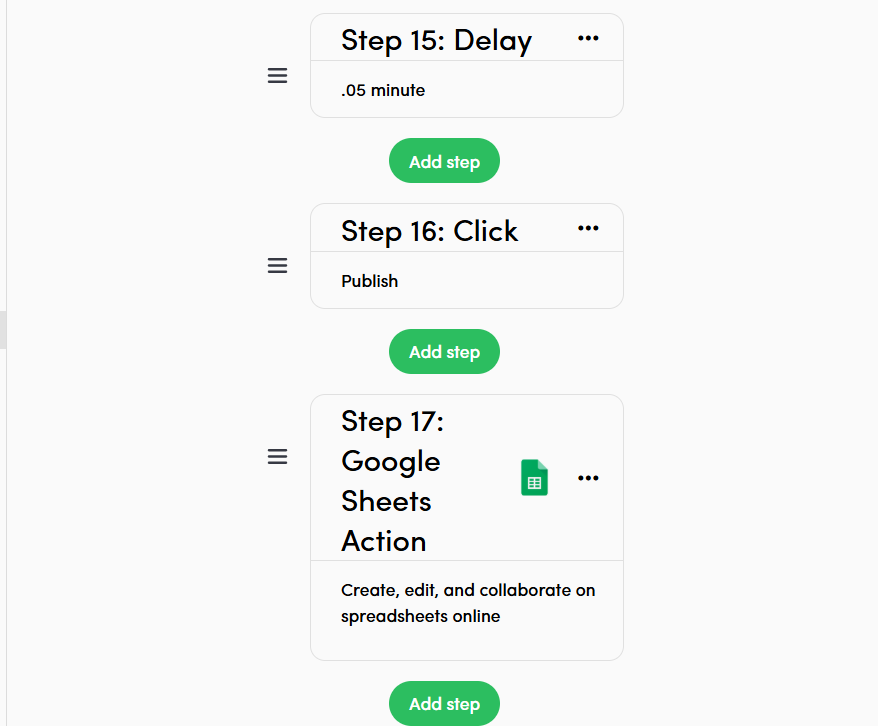 Step 15: Delay
.05 minute
Add step
Step 16: Click
Publish
Add step
Step 17:
Google
Sheets
Action
Create, edit, and collaborate on
spreadsheets online
Add step